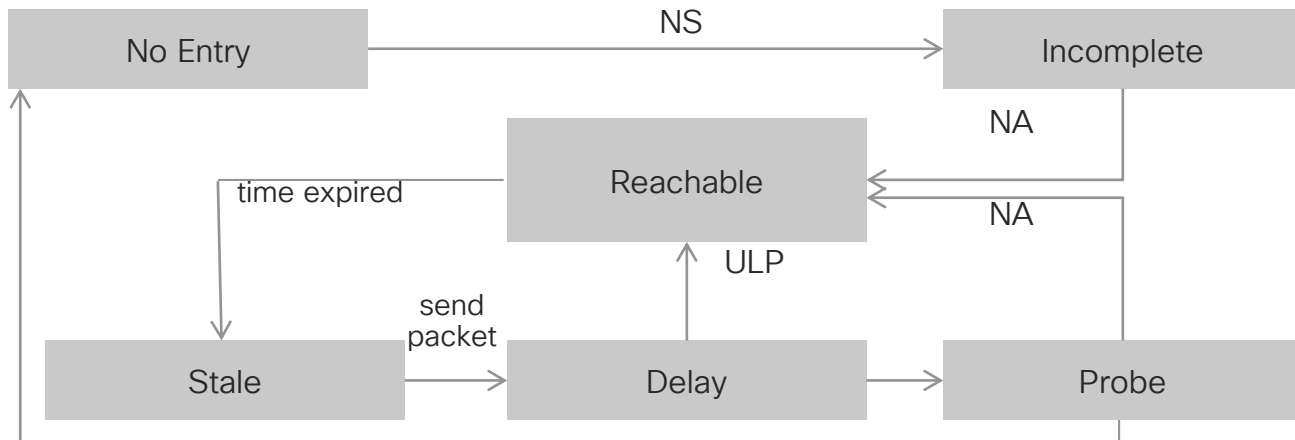 NS
No Entry
Incomplete
NA
Reachable
time expired
NA
ULP
send
packet
Stale
Delay
Probe